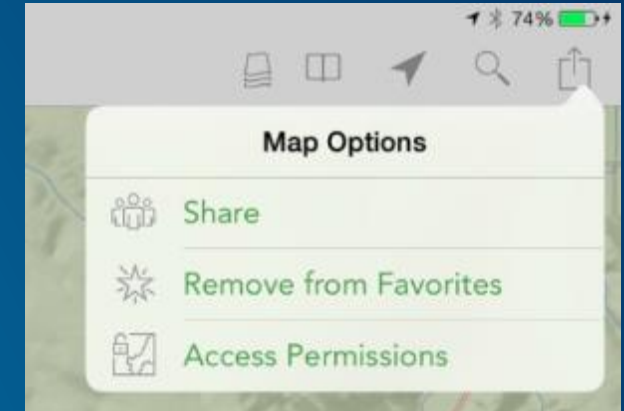 74%
Map Options
Share
Remove from Favorites
Access Permissions